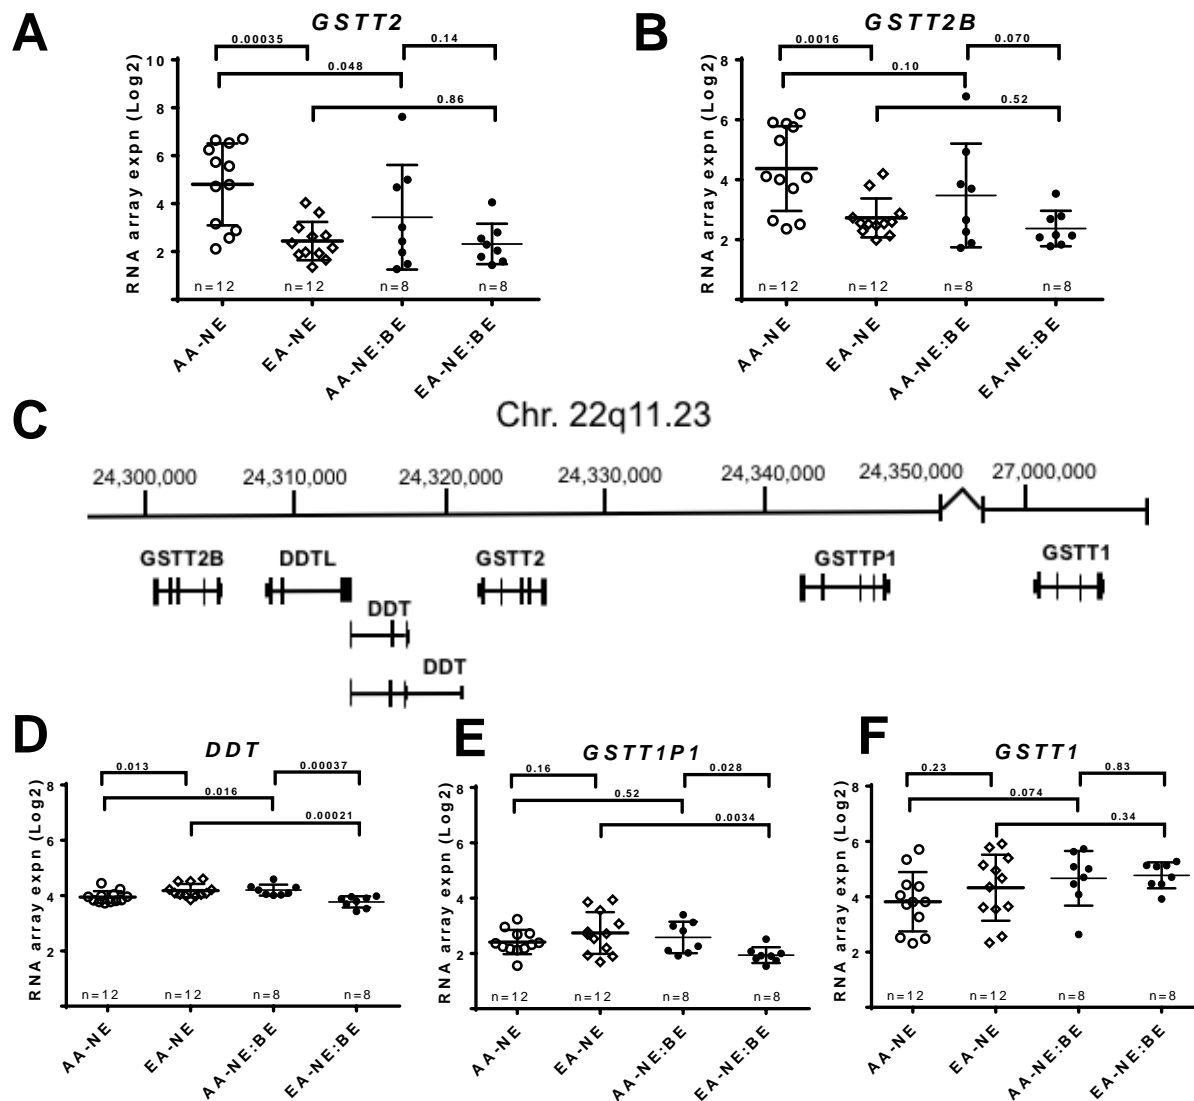 A
GSTT2
0.00035
0.14
0.048
0.86
RNA array expn (Log2)
10
8
6
4
2
n=12
n=12
n=8
n=8
AA-NE
EA-NE
AA-NE:BE
EA-NE:BE
B
GSTT2B
0.0016
0.070
0.10
0.52
RNA array expn (Log2)
8
6
4
2
n=12
n=12
n=8
n=8
AA-NE
EA-NE
AA-NE:BE
EA-NE:BE
C
Chr. 22q11.23
24,300,000 24,310,000 24,320,000 24,330,000 24,340,000 24,350,000 27,000,000
GSTT2B DDTL GSTT2 GSTTP1 GSTT1
DDT
DDT
D
DDT
0.013
0.00037
0.016
0.00021
RNA array expn (Log2)
8
6
4
2
n=12
n=12
n=8
n=8
AA-NE
EA-NE
AA-NE:BE
EA-NE:BE
E
GSTT1P1
0.16
0.028
0.52
0.0034
RNA array expn (Log2)
8
6
4
2
n=12
n=12
n=8
n=8
AA-NE
EA-NE
AA-NE:BE
EA-NE:BE
F
GSTT1
0.23
0.83
0.074
0.34
RNA array expn (Log2)
8
6
4
2
n=12
n=12
n=8
n=8
AA-NE
EA-NE
AA-NE:BE
EA-NE:BE